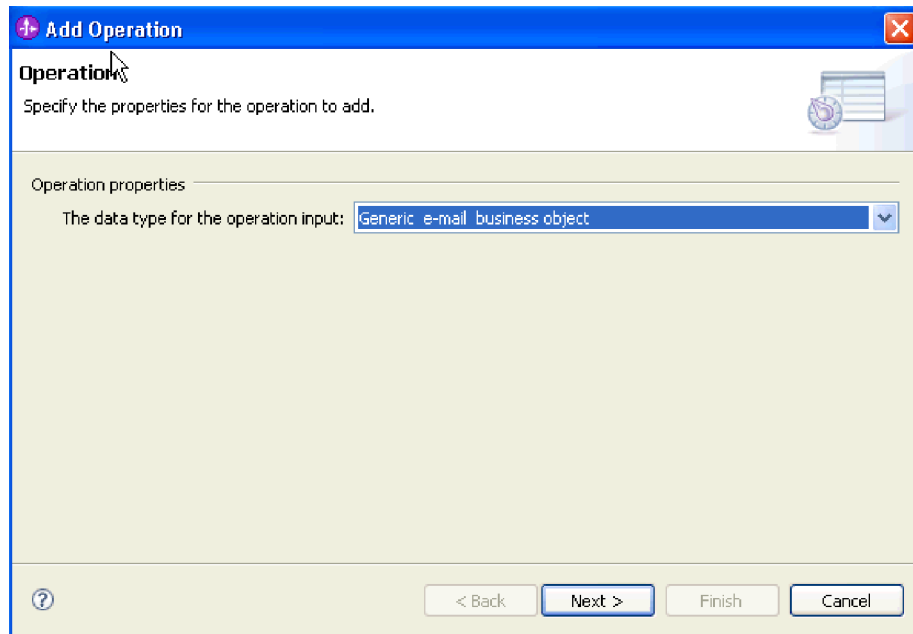 Add Operation
Operation
Specify the properties for the operation to add.
Operation properties
The data type for the operation input: Generic e-mail business object
< Back Next > Finish Cancel